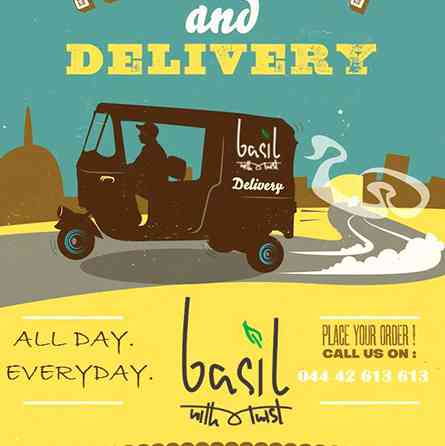 and
DELIVERY
basil
with a twist
Delivery
ALL DAY.
EVERYDAY.
basil
with a twist
PLACE YOUR ORDER !
CALL US ON :
044 42 613 613